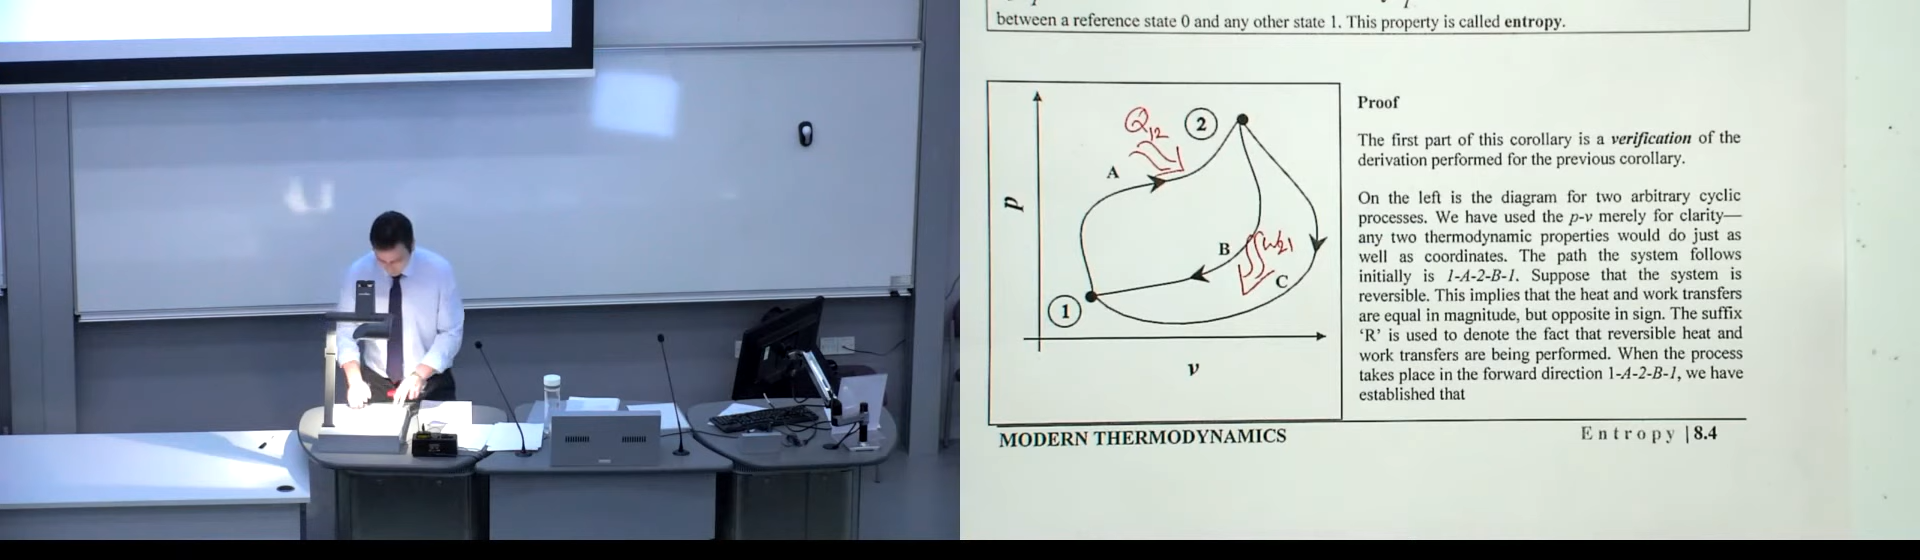 between a reference state 0 and any other state 1. This property is called entropy.
Q12
2
A
p
B
W21
C
1
v
Proof
The first part of this corollary is a verification of the
derivation performed for the previous corollary.
On the left is the diagram for two arbitrary cyclic
processes. We have used the p-v merely for clarity—
any two thermodynamic properties would do just as
well as coordinates. The path the system follows
initially is 1-A-2-B-1. Suppose that the system is
reversible. This implies that the heat and work transfers
are equal in magnitude, but opposite in sign. The suffix
‘R’ is used to denote the fact that reversible heat and
work transfers are being performed. When the process
takes place in the forward direction 1-A-2-B-1, we have
established that
MODERN THERMODYNAMICS
Entropy | 8.4